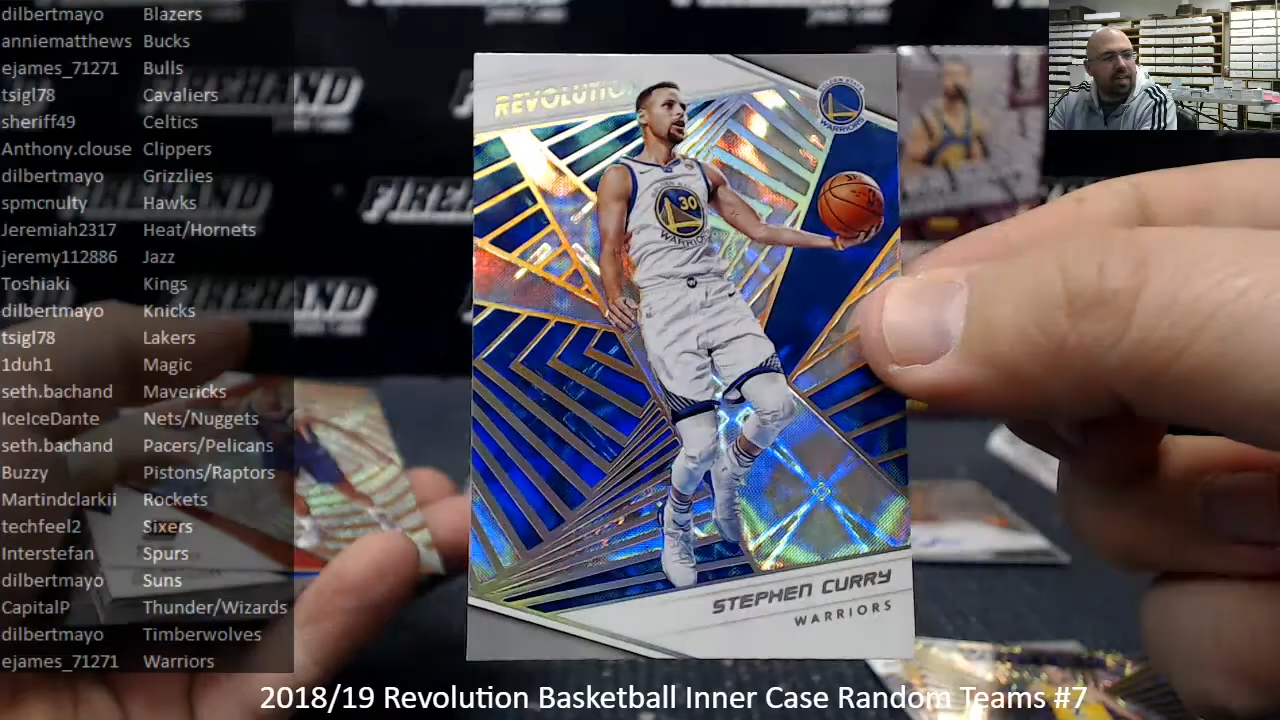 dilbertmayo Blazers
anniematthews Bucks
ejames_71271 Bulls
tsigl78 Cavaliers
sheriff49 Celtics
Anthony.clouse Clippers
dilbertmayo Grizzlies
spmcnulty Hawks
Jeremiah2317 Heat/Hornets
jeremy112886 Jazz
Toshiaki Kings
dilbertmayo Knicks
tsigl78 Lakers
1duh1 Magic
seth.bachand Mavericks
IceIceDante Nets/Nuggets
seth.bachand Pacers/Pelicans
Buzzy Pistons/Raptors
Martindclarkii Rockets
techfeel2 Sixers
Interstefan Spurs
dilbertmayo Suns
CapitalP Thunder/Wizards
dilbertmayo Timberwolves
ejames_71271 Warriors
FIREHAND
REVOLUTION
WARRIORS
30
STEPHEN CURRY
WARRIORS
2018/19 Revolution Basketball Inner Case Random Teams #7